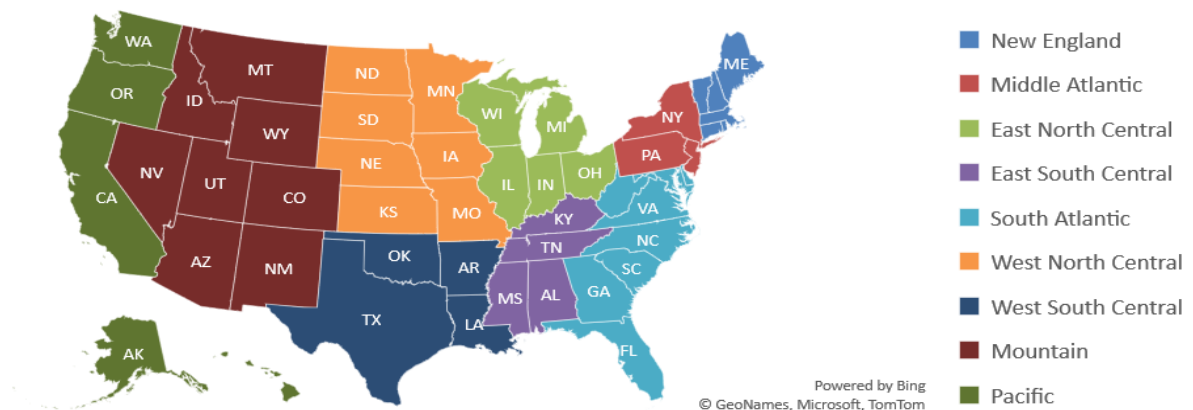 WA
MT
ND
MN
ME
OR
ID
SD
WI
MI
NY
WY
NE
IA
PA
NV
UT
CO
IL
IN
OH
CA
KS
MO
KY
VA
AZ
NM
OK
AR
TN
NC
SC
TX
LA
MS
AL
GA
FL
AK
New England
Middle Atlantic
East North Central
East South Central
South Atlantic
West North Central
West South Central
Mountain
Pacific
Powered by Bing
© GeoNames, Microsoft, TomTom